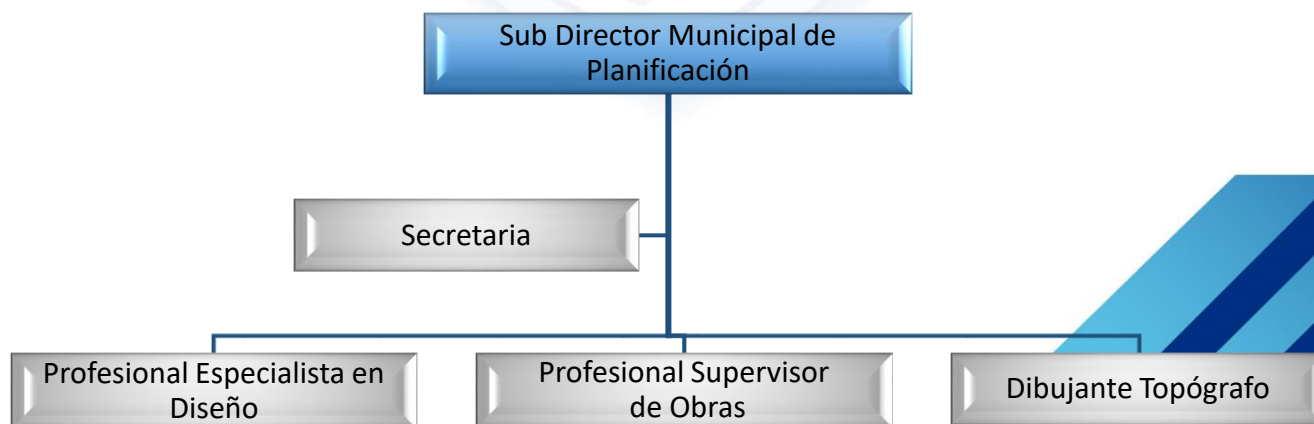 Sub Director Municipal de
Planificación
Secretaria
Profesional Especialista en
Diseño
Profesional Supervisor
de Obras
Dibujante Topógrafo